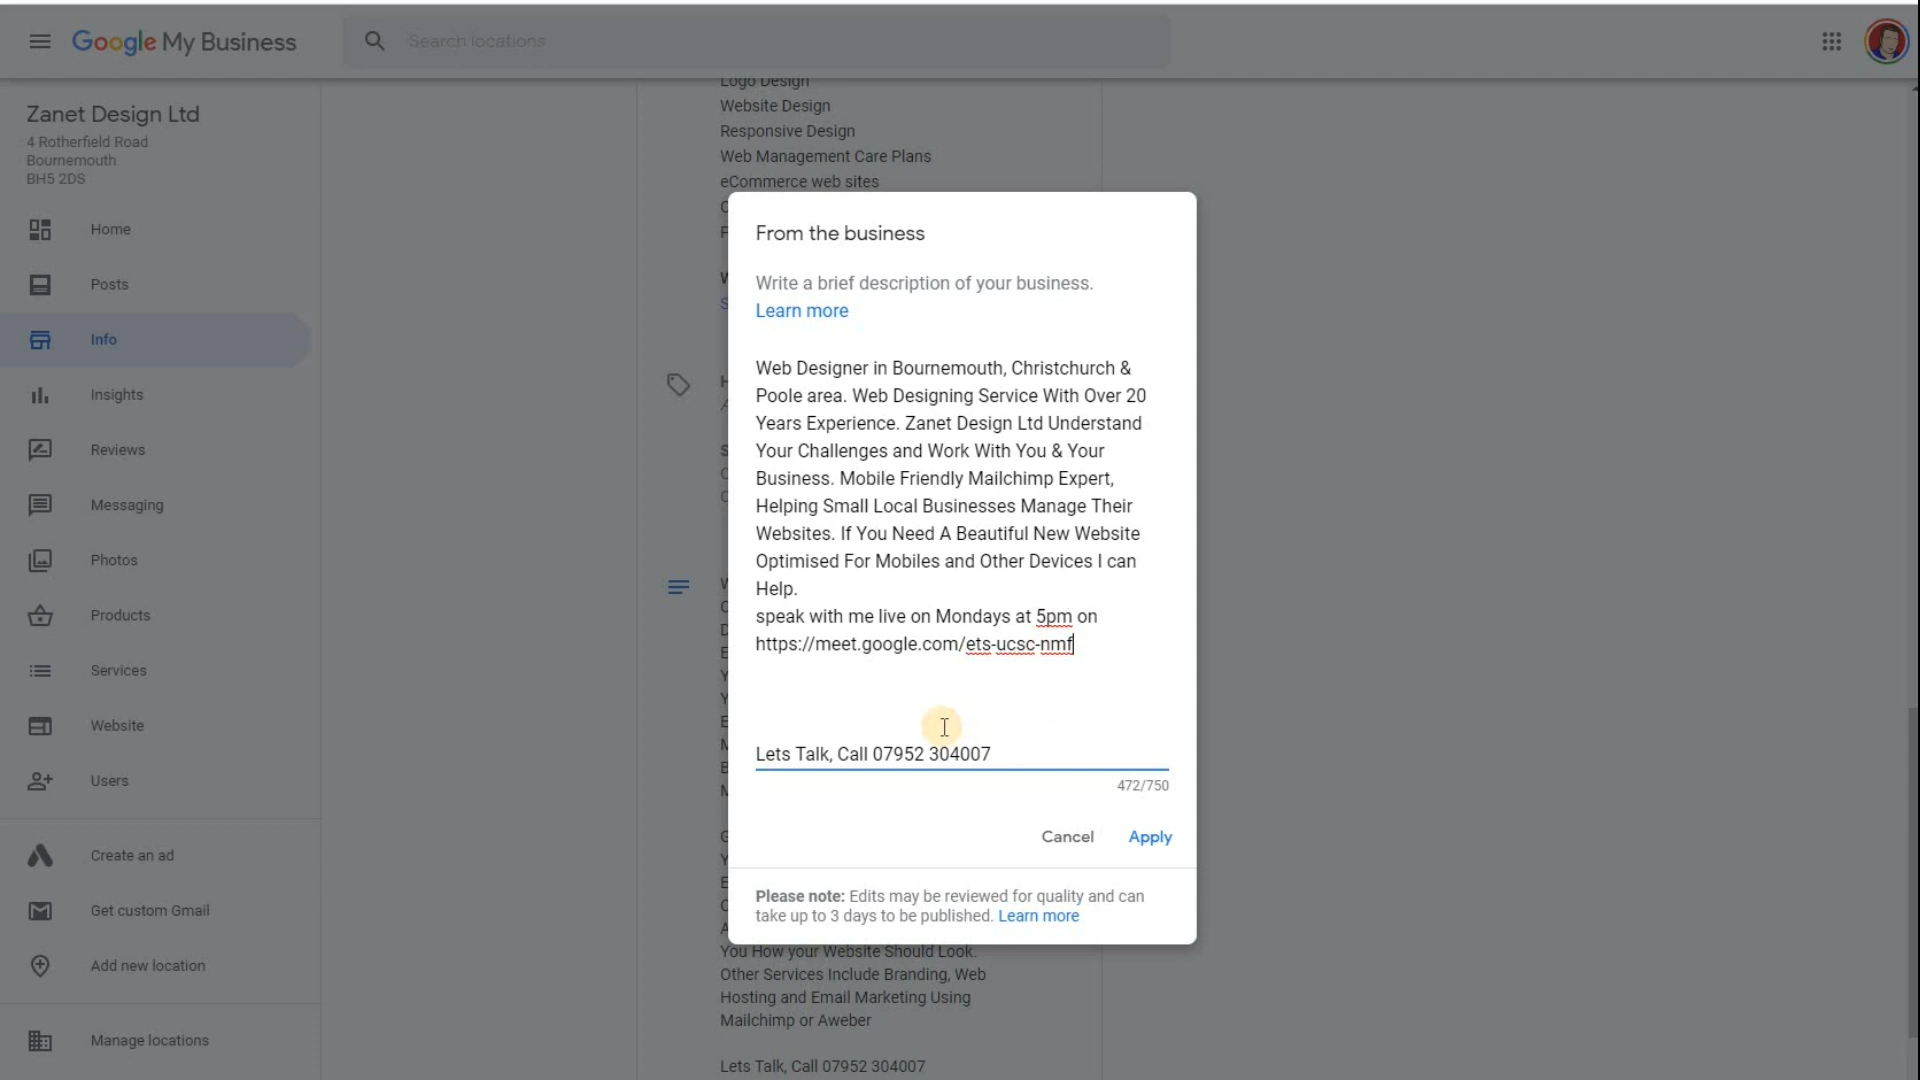 Google My Business
Search locations
Zanet Design Ltd
4 Rotherfield Road
Bournemouth
BH5 2DS
Home
Posts
Info
Insights
Reviews
Messaging
Photos
Products
Services
Website
Users
Create an ad
Get custom Gmail
Add new location
Manage locations
Logo Design
Website Design
Responsive Design
Web Management Care Plans
eCommerce web sites
From the business
Write a brief description of your business.
Learn more
Web Designer in Bournemouth, Christchurch &
Poole area. Web Designing Service With Over 20
Years Experience. Zanet Design Ltd Understand
Your Challenges and Work With You & Your
Business. Mobile Friendly Mailchimp Expert,
Helping Small Local Businesses Manage Their
Websites. If You Need A Beautiful New Website
Optimised For Mobiles and Other Devices I can
Help.
speak with me live on Mondays at 5pm on
https://meet.google.com/ets-ucsc-nmf
Lets Talk, Call 07952 304007
472/750
Cancel
Apply
Please note: Edits may be reviewed for quality and can
take up to 3 days to be published. Learn more
You How your Website Should Look.
Other Services Include Branding, Web
Hosting and Email Marketing Using
Mailchimp or Aweber
Lets Talk, Call 07952 304007